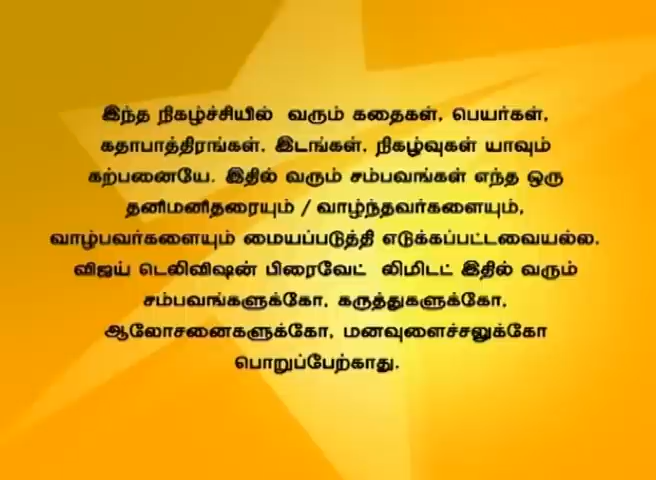 இந்த நிகழ்ச்சியில் வரும் கதைகள், பெயர்கள்,
கதாபாத்திரங்கள். இடங்கள். நிகழ்வுகள் யாவும்
கற்பனையே. இதில் வரும் சம்பவங்கள் எந்த ஒரு
தனிமனிதரையும் / வாழ்ந்தவர்களையும்,
வாழ்பவர்களையும் மையப்படுத்தி எடுக்கப்பட்டவையல்ல.
விஜய் டெலிவிஷன் பிரைவேட் லிமிடட் இதில் வரும்
சம்பவங்களுக்கோ, கருத்துகளுக்கோ,
ஆலோசனைகளுக்கோ, மனவுளைச்சலுக்கோ
பொறுப்பேற்காது.